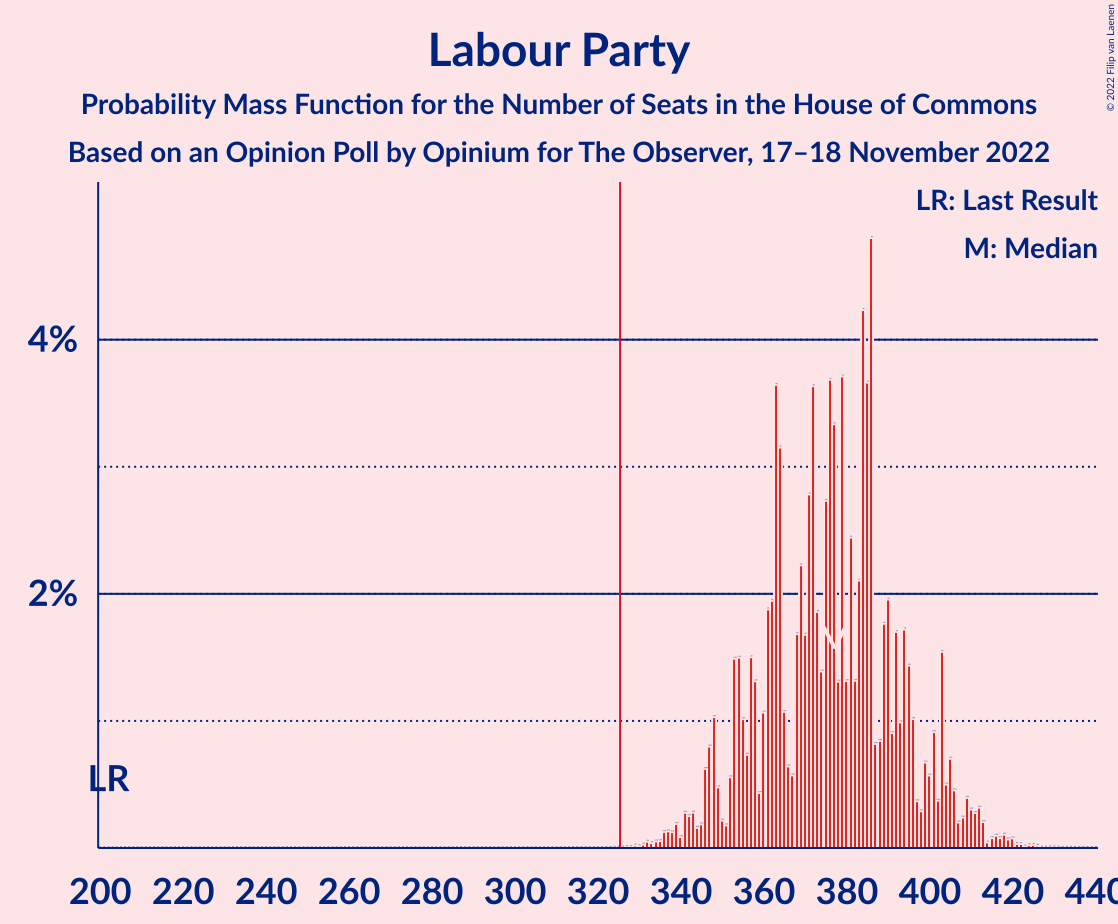 Labour Party
Probability Mass Function for the Number of Seats in the House of Commons
Based on an Opinion Poll by Opinium for The Observer, 17–18 November 2022
© 2022 Filip van Laenen
LR: Last Result
M: Median
4%
2%
M
LR
200 220 240 260 280 300 320 340 360 380 400 420 440